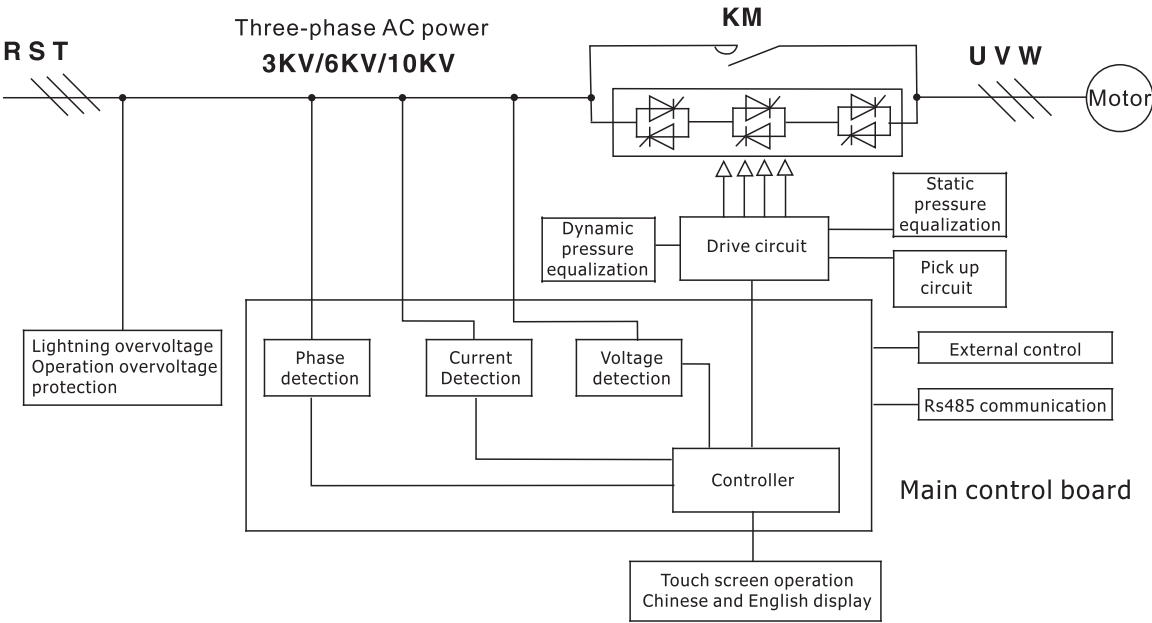 Three-phase AC power
3KV/6KV/10KV
R S T
KM
U V W
Motor
Static
pressure
equalization
Dynamic
pressure
equalization
Drive circuit
Pick up
circuit
Lightning overvoltage
Operation overvoltage
protection
Phase
detection
Current
Detection
Voltage
detection
External control
Rs485 communication
Controller
Main control board
Touch screen operation
Chinese and English display